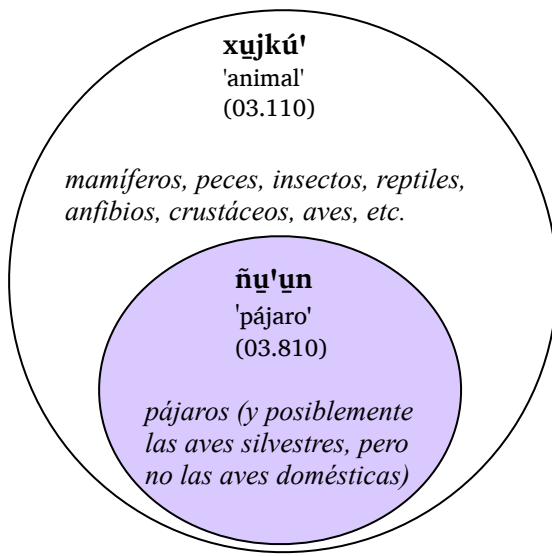 xu̱jkú'
'animal'
(03.110)
mamíferos, peces, insectos, reptiles,
anfibios, crustáceos, aves, etc.
ñu̱'u̱n
'pájaro'
(03.810)
pájaros (y posiblemente
las aves silvestres, pero
no las aves domésticas)